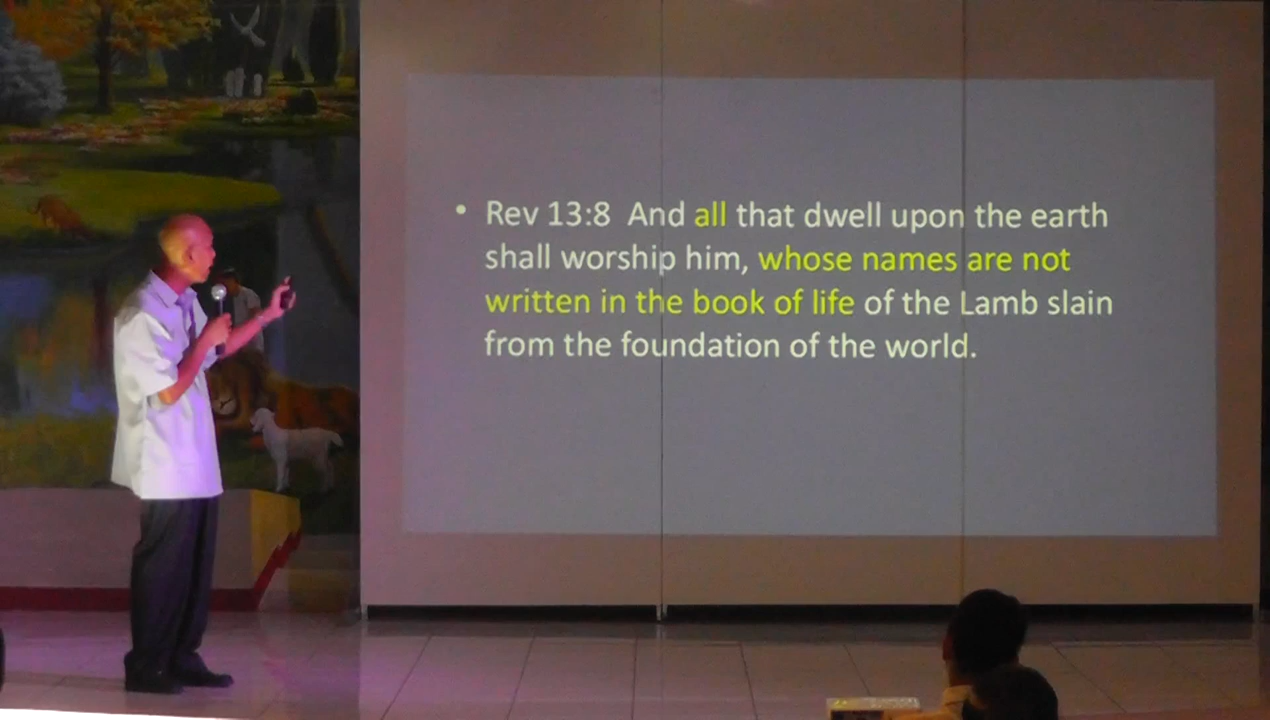 • Rev 13:8 And all that dwell upon the earth
shall worship him, whose names are not
written in the book of life of the Lamb slain
from the foundation of the world.